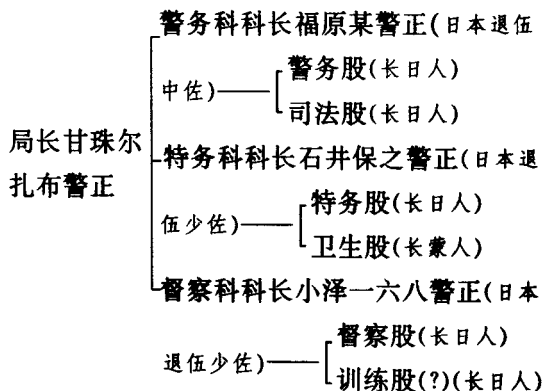 警务科科长福原某警正(日本退伍
警务股(长日人)
中佐)
司法股(长日人)
局长甘珠尔
特务科科长石井保之警正(日本退
扎布警正
特务股(长日人)
伍少佐)
卫生股(长蒙人)
督察科科长小泽一六八警正(日本
督察股(长日人)
退伍少佐)
训练股(?)(长日人)